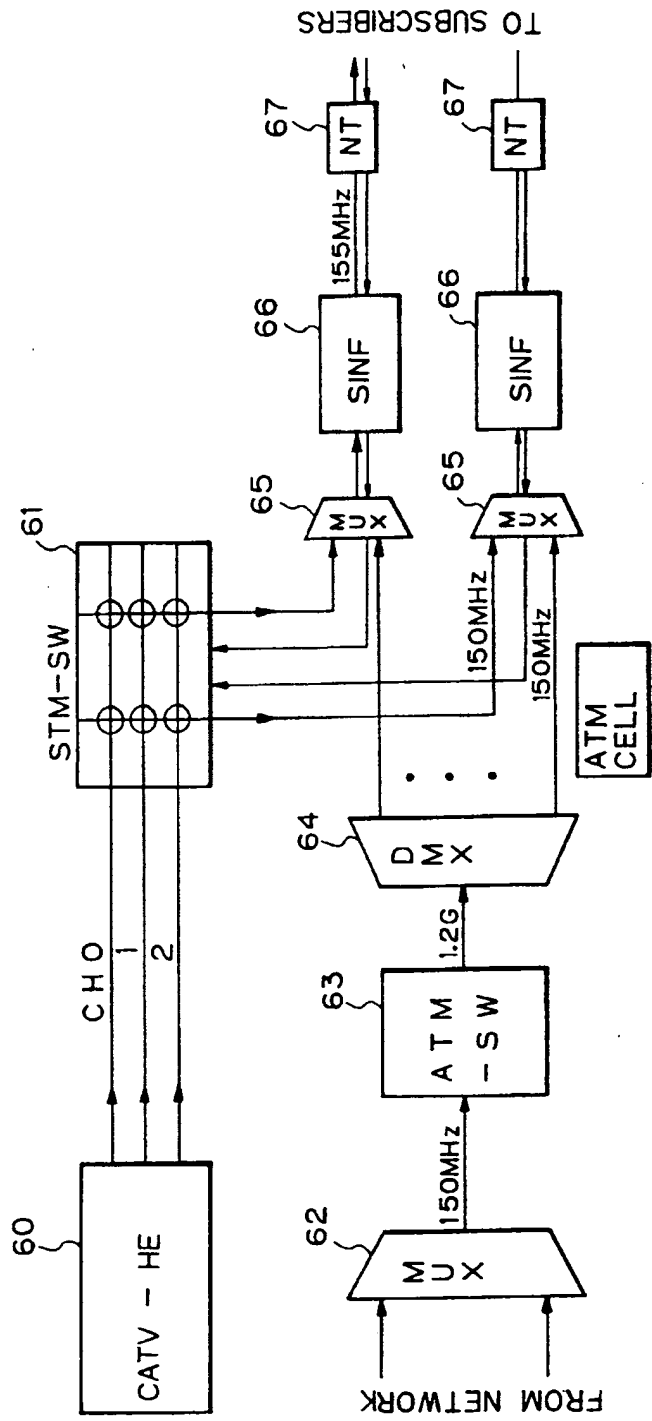 60
CATV - HE
CH0
1
2
STM-SW
61
FROM NETWORK
62
MUX
150MHz
63
ATM
-SW
1.2G
64
DMX
150MHz
150MHz
ATM
CELL
65
MUX
66
SINF
155MHz
67
NT
65
MUX
66
SINF
67
NT
TO SUBSCRIBERS